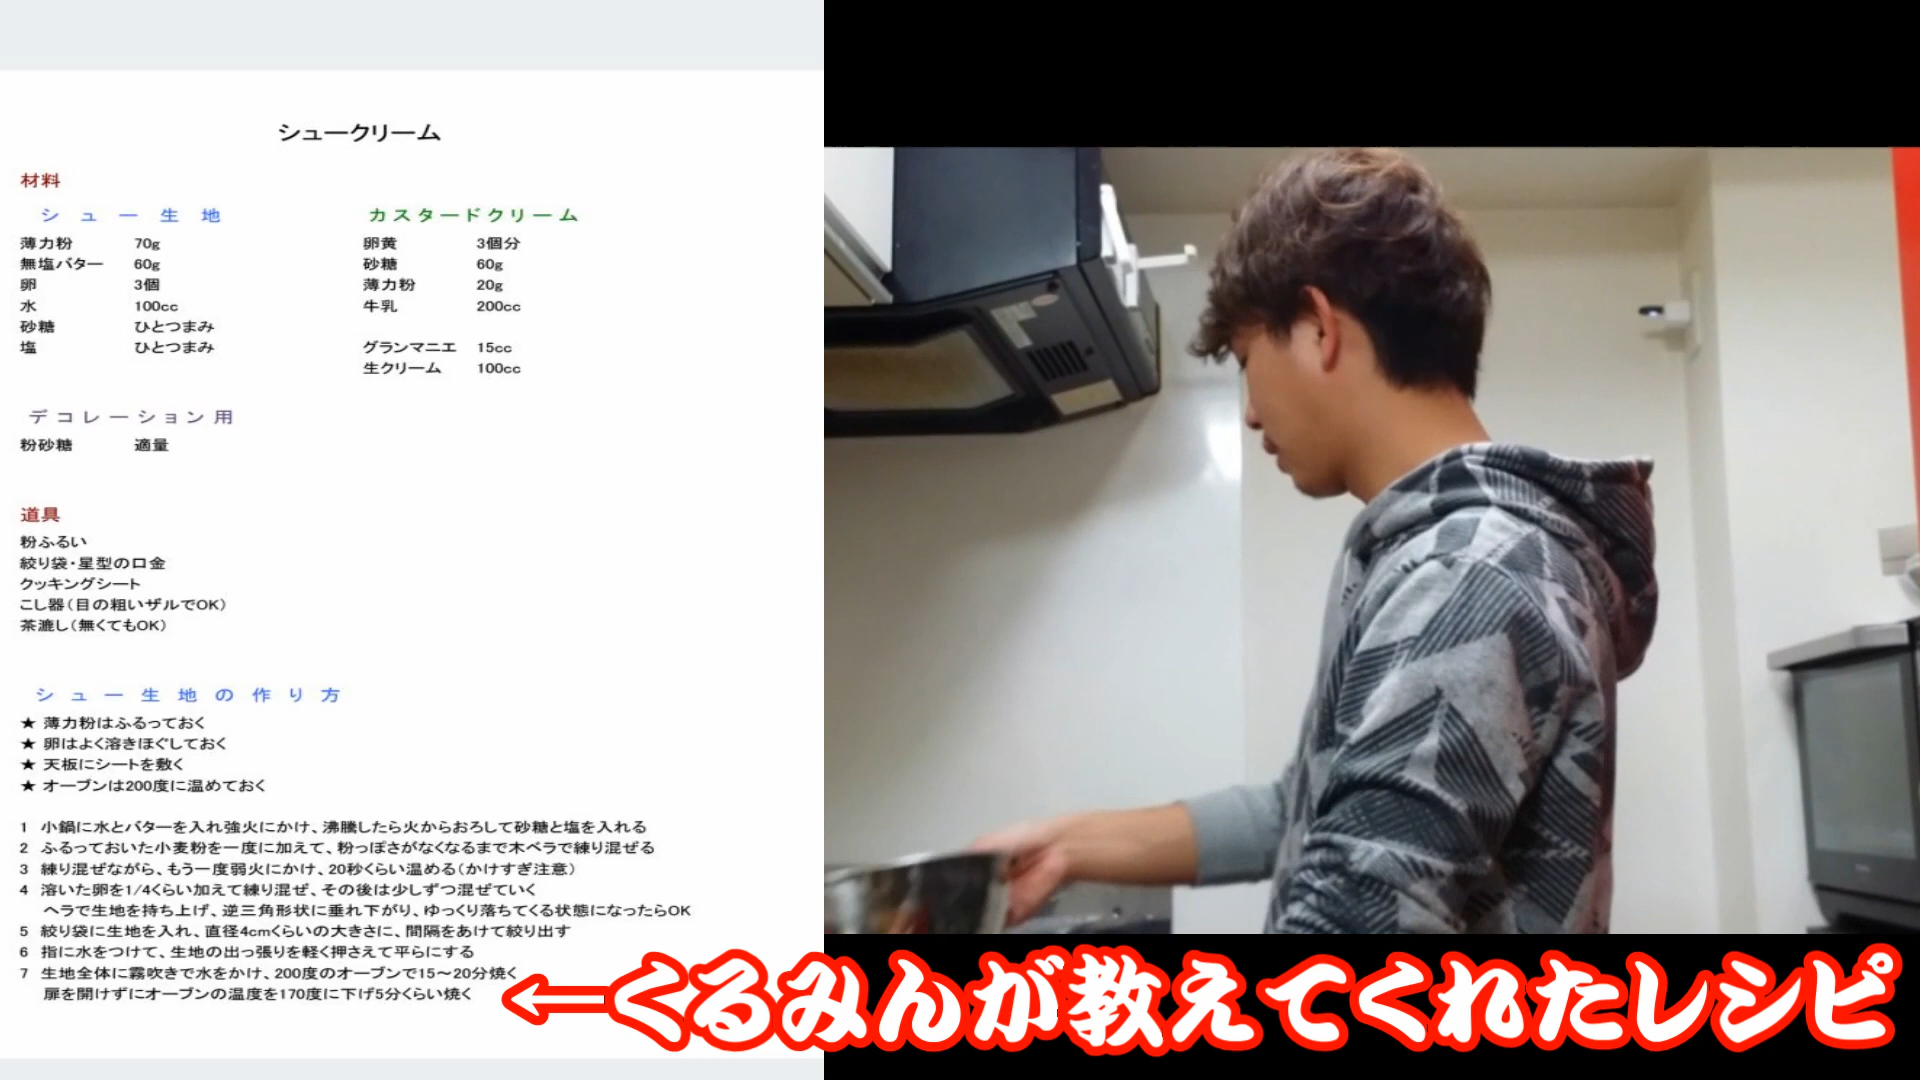 シュークリーム
材料
シュー生地
薄力粉 70g
無塩バター 60g
卵 3個
水 100cc
砂糖 ひとつまみ
塩 ひとつまみ
カスタードクリーム
卵黄 3個分
砂糖 60g
薄力粉 20g
牛乳 200cc
グランマニエ 15cc
生クリーム 100cc
デコレーション用
粉砂糖 適量
道具
粉ふるい
絞り袋・星型の口金
クッキングシート
こし器(目の粗いザルでOK)
茶漉し(無くてもOK)
シュー生地の作り方
★ 薄力粉はふるっておく
★ 卵はよく溶きほぐしておく
★ 天板にシートを敷く
★ オーブンは200度に温めておく
1 小鍋に水とバターを入れ強火にかけ、沸騰したら火からおろして砂糖と塩を入れる
2 ふるっておいた小麦粉を一度に加えて、粉っぽさがなくなるまで木ベラで練り混ぜる
3 練り混ぜながら、もう一度弱火にかけ、20秒くらい温める(かけすぎ注意)
4 溶いた卵を1/4くらい加えて練り混ぜ、その後は少しずつ混ぜていく
ヘラで生地を持ち上げ、逆三角形状に垂れ下がり、ゆっくり落ちてくる状態になったらOK
5 絞り袋に生地を入れ、直径4cmくらいの大きさに、間隔をあけて絞り出す
6 指に水をつけて、生地の出っ張りを軽く押さえて平らにする
7 生地全体に霧吹きで水をかけ、200度のオーブンで15～20分焼く
扉を開けずにオーブンの温度を170度に下げ5分くらい焼く
←くるみんが教えてくれたレシピ